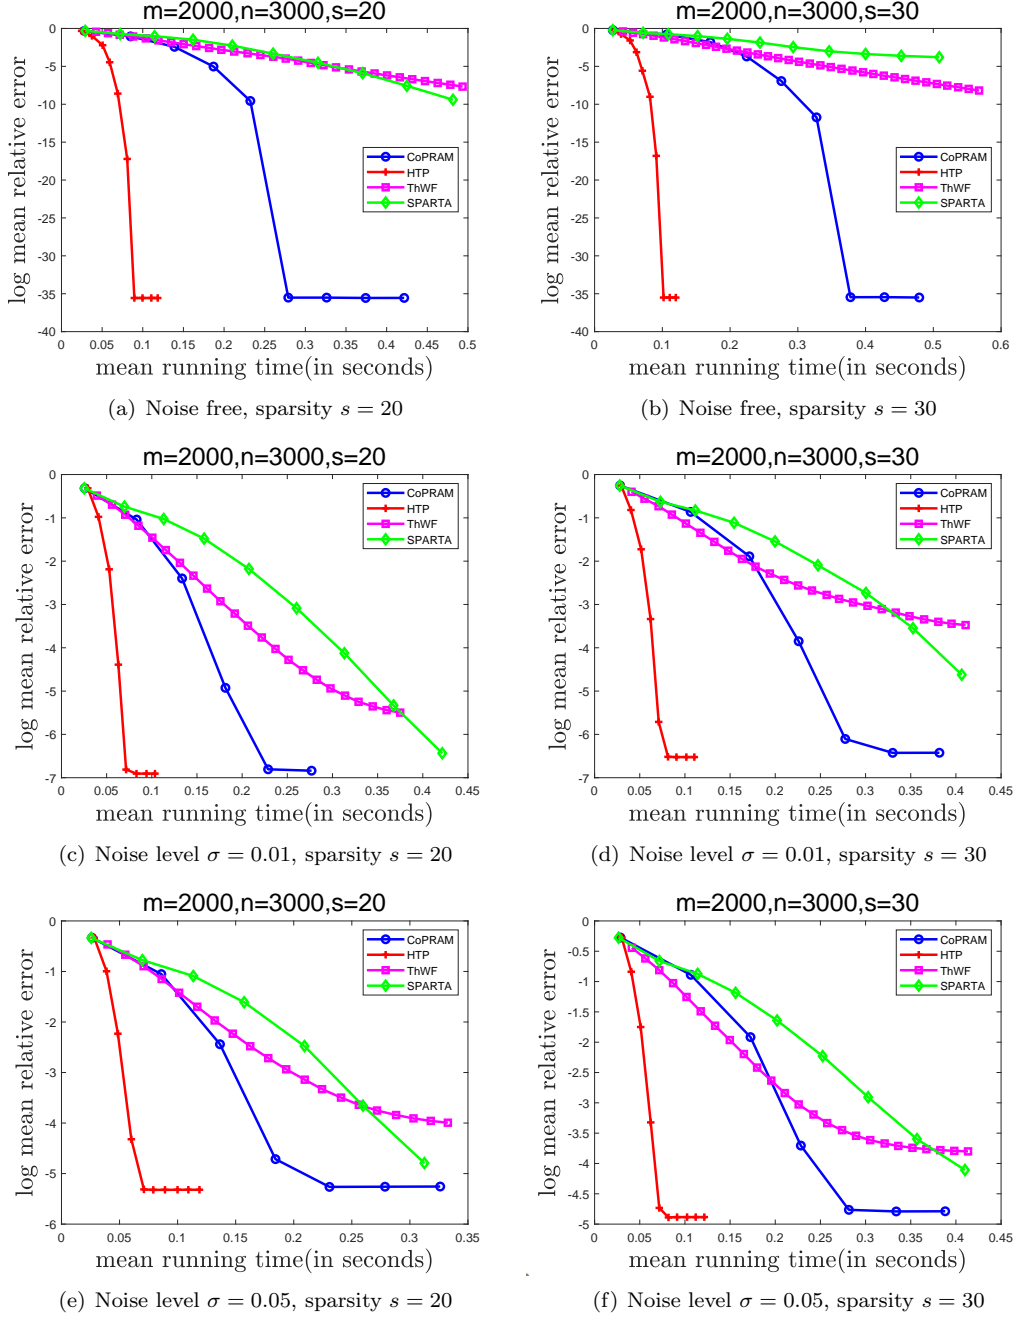 m=2000,n=3000,s=20
log mean relative error
0
-5
-10
-15
-20
-25
-30
-35
-40
CoPRAM
HTP
ThWF
SPARTA
0 0.05 0.1 0.15 0.2 0.25 0.3 0.35 0.4 0.45 0.5
mean running time(in seconds)
(a) Noise free, sparsity s = 20
m=2000,n=3000,s=30
log mean relative error
0
-5
-10
-15
-20
-25
-30
-35
-40
CoPRAM
HTP
ThWF
SPARTA
0 0.1 0.2 0.3 0.4 0.5 0.6
mean running time(in seconds)
(b) Noise free, sparsity s = 30
m=2000,n=3000,s=20
log mean relative error
0
-1
-2
-3
-4
-5
-6
-7
CoPRAM
HTP
ThWF
SPARTA
0 0.05 0.1 0.15 0.2 0.25 0.3 0.35 0.4 0.45
mean running time(in seconds)
(c) Noise level σ = 0.01, sparsity s = 20
m=2000,n=3000,s=30
log mean relative error
0
-1
-2
-3
-4
-5
-6
-7
CoPRAM
HTP
ThWF
SPARTA
0 0.05 0.1 0.15 0.2 0.25 0.3 0.35 0.4 0.45
mean running time(in seconds)
(d) Noise level σ = 0.01, sparsity s = 30
m=2000,n=3000,s=20
log mean relative error
0
-1
-2
-3
-4
-5
-6
CoPRAM
HTP
ThWF
SPARTA
0 0.05 0.1 0.15 0.2 0.25 0.3 0.35
mean running time(in seconds)
(e) Noise level σ = 0.05, sparsity s = 20
m=2000,n=3000,s=30
log mean relative error
0
-0.5
-1
-1.5
-2
-2.5
-3
-3.5
-4
-4.5
-5
CoPRAM
HTP
ThWF
SPARTA
0 0.05 0.1 0.15 0.2 0.25 0.3 0.35 0.4 0.45
mean running time(in seconds)
(f) Noise level σ = 0.05, sparsity s = 30